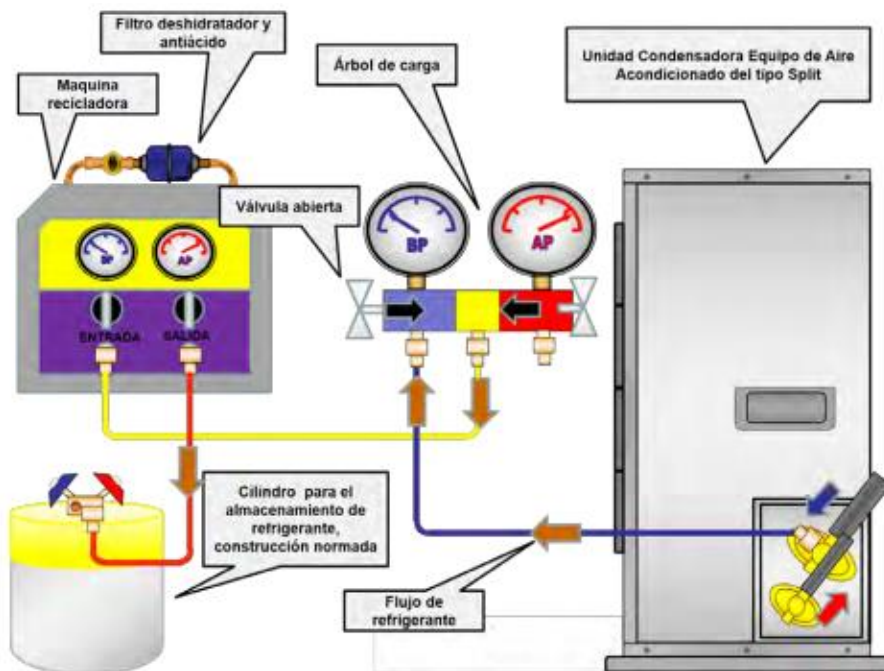 Filtro deshidratador y
antiácido
Maquina
recicladora
Árbol de carga
Unidad Condensadora Equipo de Aire
Acondicionado del tipo Split
Válvula abierta
BP
AP
BP
AP
ENTRADA
SALIDA
Cilindro para el
almacenamiento de
refrigerante,
construcción normada
Flujo de
refrigerante